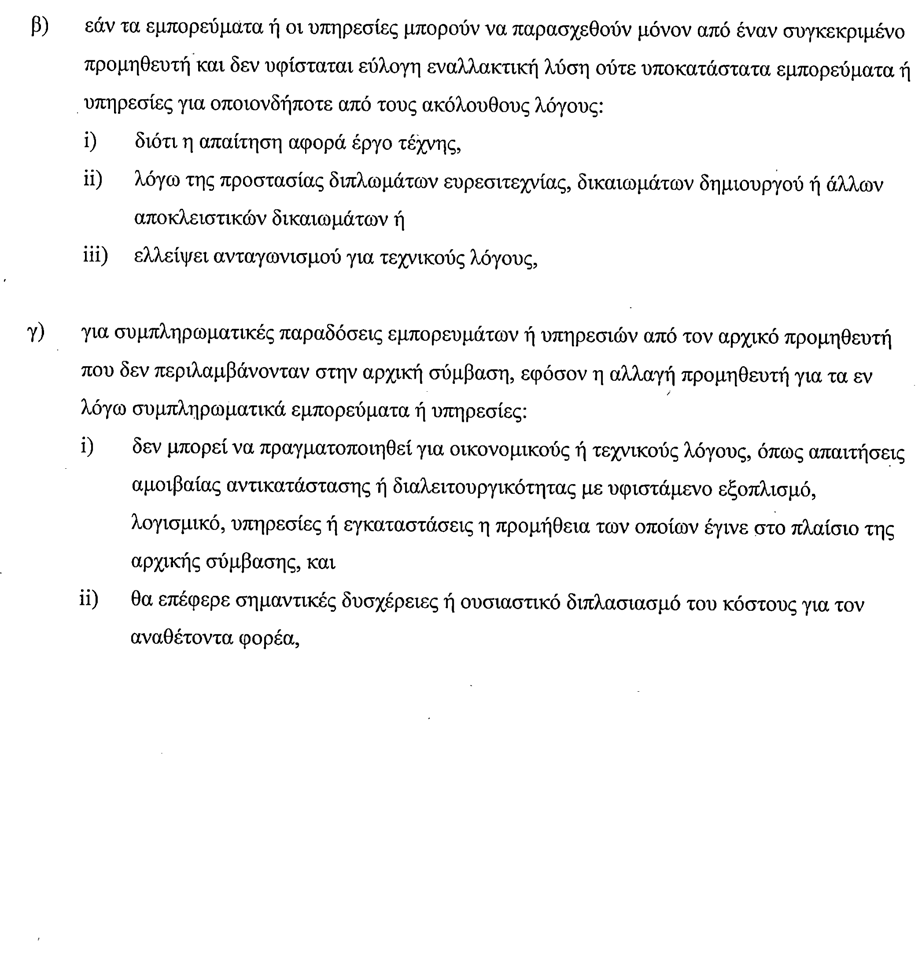 β) εάν τα εμπορεύματα ή οι υπηρεσίες μπορούν να παρασχεθούν μόνον από έναν συγκεκριμένο
προμηθευτή και δεν υφίσταται εύλογη εναλλακτική λύση ούτε υποκατάστατα εμπορεύματα ή
υπηρεσίες για οποιονδήποτε από τους ακόλουθους λόγους:
i) διότι η απαίτηση αφορά έργο τέχνης,
ii) λόγω της προστασίας διπλωμάτων ευρεσιτεχνίας, δικαιωμάτων δημιουργού ή άλλων
αποκλειστικών δικαιωμάτων ή
iii) ελλείψει ανταγωνισμού για τεχνικούς λόγους,
γ) για συμπληρωματικές παραδόσεις εμπορευμάτων ή υπηρεσιών από τον αρχικό προμηθευτή
που δεν περιλαμβάνονταν στην αρχική σύμβαση, εφόσον η αλλαγή προμηθευτή για τα εν
λόγω συμπληρωματικά εμπορεύματα ή υπηρεσίες:
i) δεν μπορεί να πραγματοποιηθεί για οικονομικούς ή τεχνικούς λόγους, όπως απαιτήσεις
αμοιβαίας αντικατάστασης ή διαλειτουργικότητας με υφιστάμενο εξοπλισμό,
λογισμικό, υπηρεσίες ή εγκαταστάσεις η προμήθεια των οποίων έγινε στο πλαίσιο της
αρχικής σύμβασης, και
ii) θα επέφερε σημαντικές δυσχέρειες ή ουσιαστικό διπλασιασμό του κόστους για τον
αναθέτοντα φορέα,